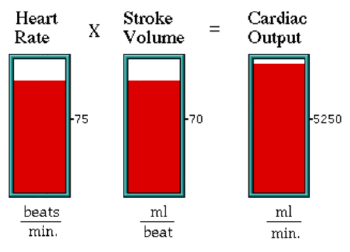 Heart Rate X Stroke Volume = Cardiac Output
75
70
5250
beats
min.
ml
beat
ml
min.